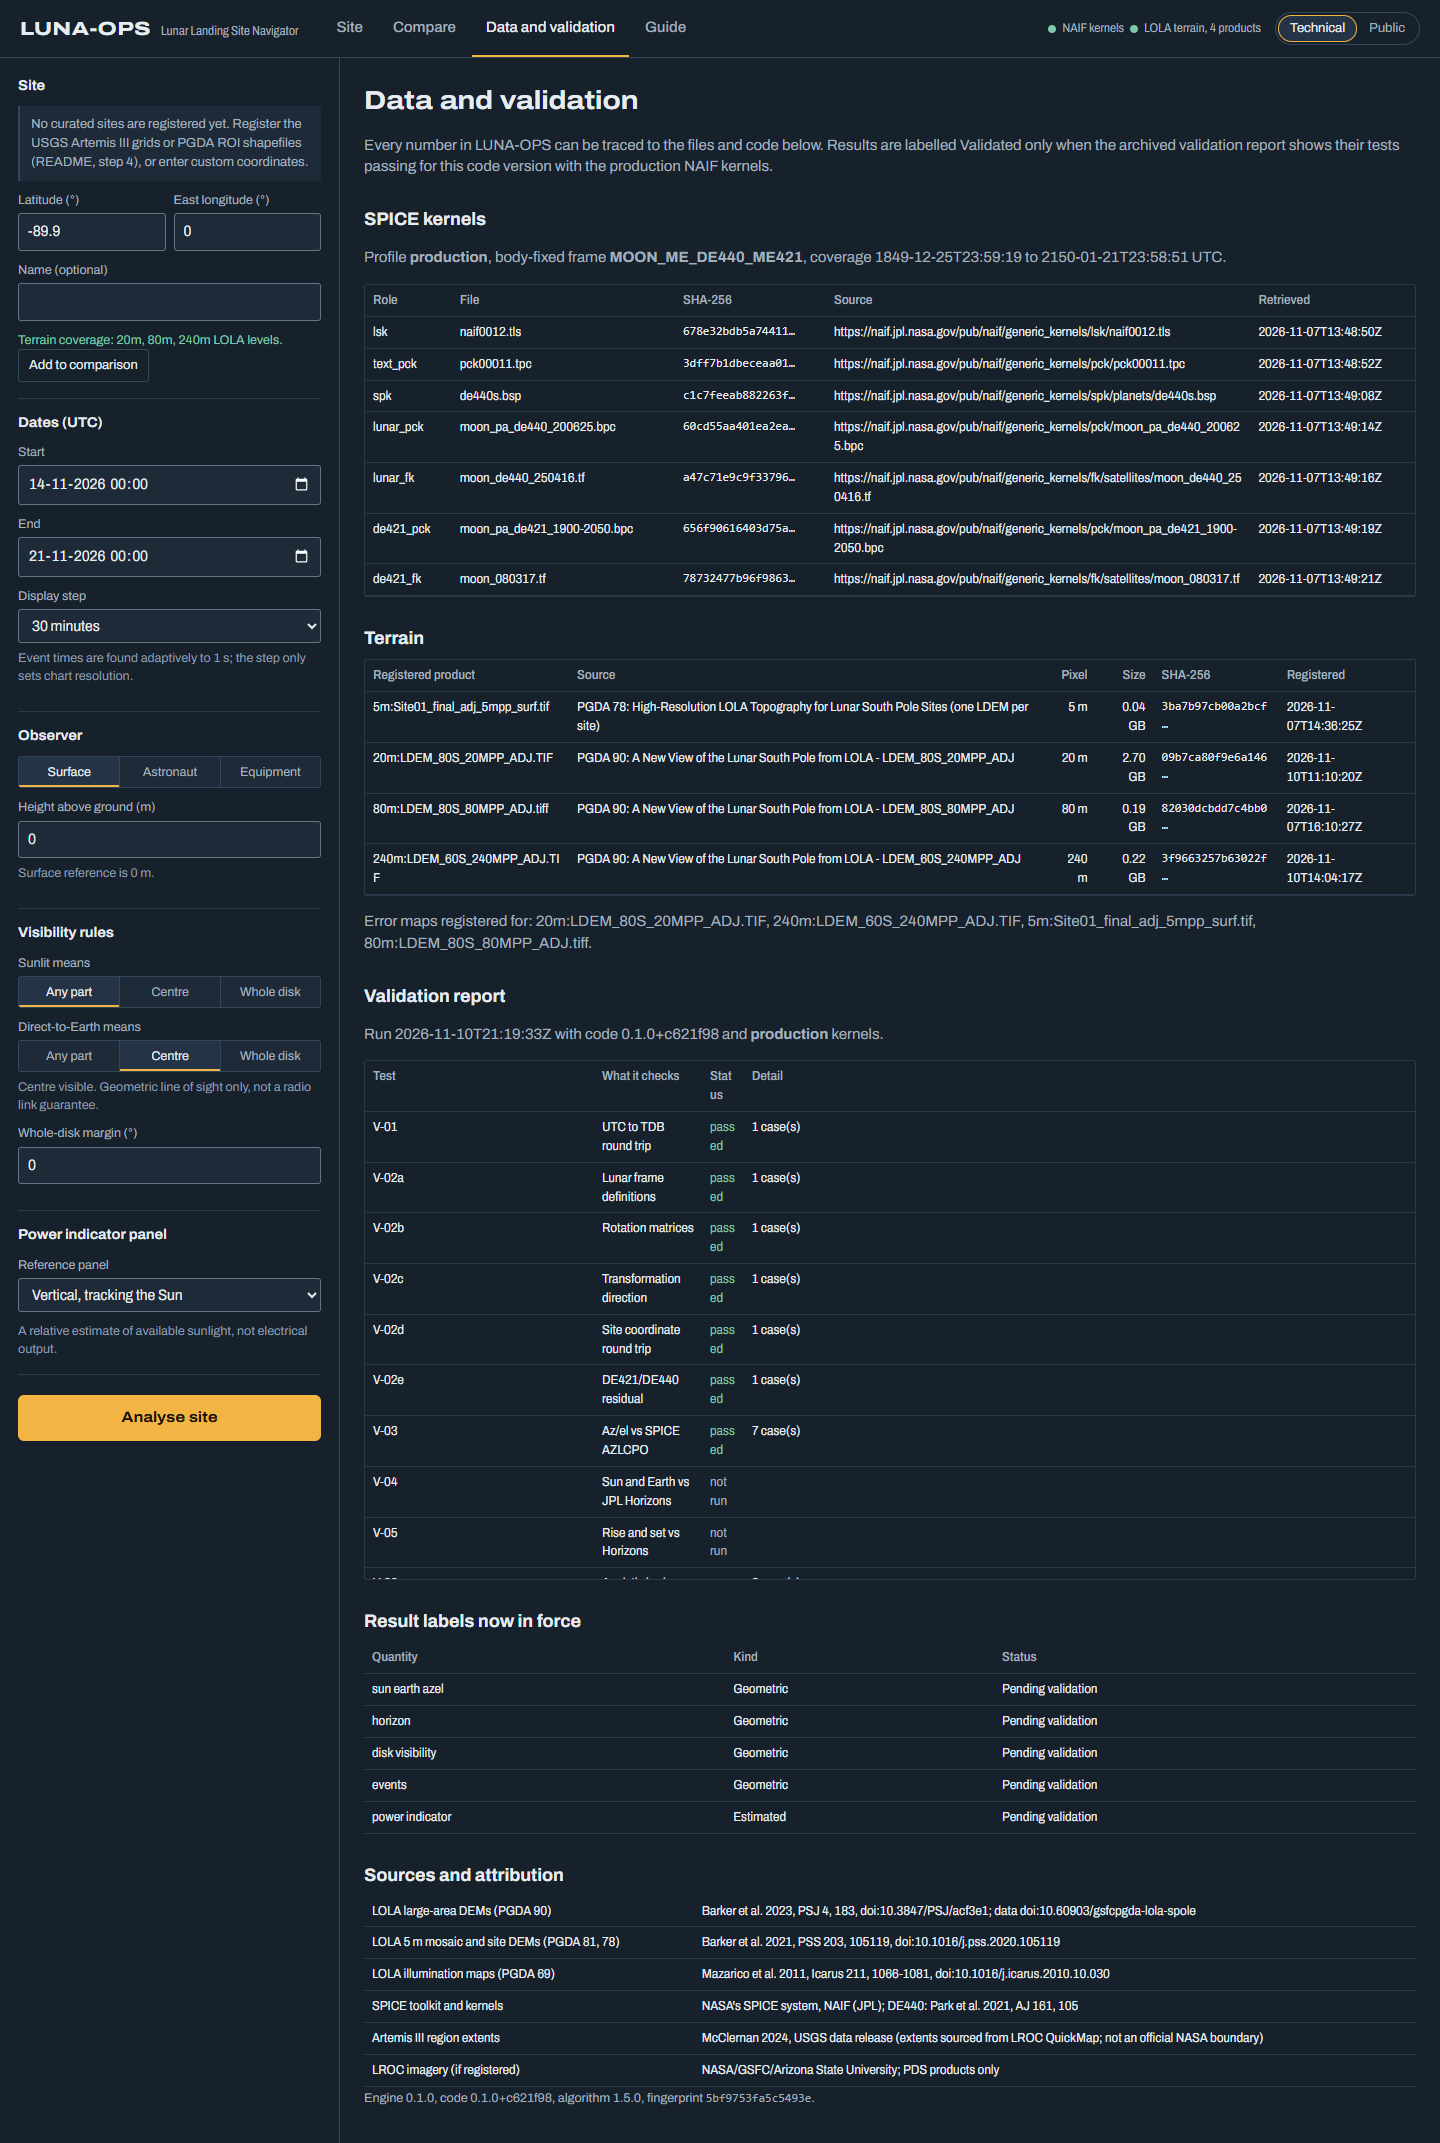 LUNA-OPS Lunar Landing Site Navigator
Site
Compare
Data and validation
Guide
NAIF kernels
LOLA terrain, 4 products
Technical
Public
Site
No curated sites are registered yet. Register the
USGS Artemis III grids or PGDA ROI shapefiles
(README, step 4), or enter custom coordinates.
Latitude (°)
East longitude (°)
-89.9
0
Name (optional)
Terrain coverage: 20m, 80m, 240m LOLA levels.
Add to comparison
Dates (UTC)
Start
14-11-2026 00:00
End
21-11-2026 00:00
Display step
30 minutes
Event times are found adaptively to 1 s; the step only
sets chart resolution.
Observer
Surface
Astronaut
Equipment
Height above ground (m)
0
Surface reference is 0 m.
Visibility rules
Sunlit means
Any part
Centre
Whole disk
Direct-to-Earth means
Any part
Centre
Whole disk
Centre visible. Geometric line of sight only, not a radio
link guarantee.
Whole-disk margin (°)
0
Power indicator panel
Reference panel
Vertical, tracking the Sun
A relative estimate of available sunlight, not electrical
output.
Analyse site
Data and validation
Every number in LUNA-OPS can be traced to the files and code below. Results are labelled Validated only when the archived validation report shows their tests
passing for this code version with the production NAIF kernels.
SPICE kernels
Profile production, body-fixed frame MOON_ME_DE440_ME421, coverage 1849-12-25T23:59:19 to 2150-01-21T23:58:51 UTC.
Role File SHA-256 Source Retrieved
lsk naif0012.tls 678e32bdb5a74411… https://naif.jpl.nasa.gov/pub/naif/generic_kernels/lsk/naif0012.tls 2026-11-07T13:48:50Z
text_pck pck00011.tpc 3dff7b1dbeceaa01… https://naif.jpl.nasa.gov/pub/naif/generic_kernels/pck/pck00011.tpc 2026-11-07T13:48:52Z
spk de440s.bsp c1c7feeab882263f… https://naif.jpl.nasa.gov/pub/naif/generic_kernels/spk/planets/de440s.bsp 2026-11-07T13:49:08Z
lunar_pck moon_pa_de440_200625.bpc 60cd55aa401ea2ea… https://naif.jpl.nasa.gov/pub/naif/generic_kernels/pck/moon_pa_de440_20062 2026-11-07T13:49:14Z
5.bpc
lunar_fk moon_de440_250416.tf a47c71e9c9f33796… https://naif.jpl.nasa.gov/pub/naif/generic_kernels/fk/satellites/moon_de440_25 2026-11-07T13:49:16Z
0416.tf
de421_pck moon_pa_de421_1900-2050.bpc 656f90616403d75a… https://naif.jpl.nasa.gov/pub/naif/generic_kernels/pck/moon_pa_de421_1900- 2026-11-07T13:49:19Z
2050.bpc
de421_fk moon_080317.tf 78732477b96f9863… https://naif.jpl.nasa.gov/pub/naif/generic_kernels/fk/satellites/moon_080317.tf 2026-11-07T13:49:21Z
Terrain
Registered product Source Pixel Size SHA-256 Registered
5m:Site01_final_adj_5mpp_surf.tif PGDA 78: High-Resolution LOLA Topography for Lunar South Pole Sites (one LDEM per 5 m 0.04 3ba7b97cb00a2bcf 2026-11-
site) GB … 07T14:36:25Z
20m:LDEM_80S_20MPP_ADJ.TIF PGDA 90: A New View of the Lunar South Pole from LOLA - LDEM_80S_20MPP_ADJ 20 m 2.70 09b7ca80f9e6a146 2026-11-
GB … 10T11:10:20Z
80m:LDEM_80S_80MPP_ADJ.tiff PGDA 90: A New View of the Lunar South Pole from LOLA - LDEM_80S_80MPP_ADJ 80 m 0.19 82030dcbdd7c4bb0 2026-11-
GB … 07T16:10:27Z
240m:LDEM_60S_240MPP_ADJ.TI PGDA 90: A New View of the Lunar South Pole from LOLA - LDEM_60S_240MPP_ADJ 240 0.22 3f9663257b63022f 2026-11-
F m GB … 10T14:04:17Z
Error maps registered for: 20m:LDEM_80S_20MPP_ADJ.TIF, 240m:LDEM_60S_240MPP_ADJ.TIF, 5m:Site01_final_adj_5mpp_surf.tif,
80m:LDEM_80S_80MPP_ADJ.tiff.
Validation report
Run 2026-11-10T21:19:33Z with code 0.1.0+c621f98 and production kernels.
Test What it checks Stat Detail
us
V-01 UTC to TDB pass 1 case(s)
round trip ed
V-02a Lunar frame pass 1 case(s)
definitions ed
V-02b Rotation matrices pass 1 case(s)
ed
V-02c Transformation pass 1 case(s)
direction ed
V-02d Site coordinate pass 1 case(s)
round trip ed
V-02e DE421/DE440 pass 1 case(s)
residual ed
V-03 Az/el vs SPICE pass 7 case(s)
AZLCPO ed
V-04 Sun and Earth vs not
JPL Horizons run
V-05 Rise and set vs not
Horizons run
Result labels now in force
Quantity Kind Status
sun earth azel Geometric Pending validation
horizon Geometric Pending validation
disk visibility Geometric Pending validation
events Geometric Pending validation
power indicator Estimated Pending validation
Sources and attribution
LOLA large-area DEMs (PGDA 90) Barker et al. 2023, PSJ 4, 183, doi:10.3847/PSJ/acf3e1; data doi:10.60903/gsfcpgda-lola-spole
LOLA 5 m mosaic and site DEMs (PGDA 81, 78) Barker et al. 2021, PSS 203, 105119, doi:10.1016/j.pss.2020.105119
LOLA illumination maps (PGDA 69) Mazarico et al. 2011, Icarus 211, 1066-1081, doi:10.1016/j.icarus.2010.10.030
SPICE toolkit and kernels NASA's SPICE system, NAIF (JPL); DE440: Park et al. 2021, AJ 161, 105
Artemis III region extents McClernan 2024, USGS data release (extents sourced from LROC QuickMap; not an official NASA boundary)
LROC imagery (if registered) NASA/GSFC/Arizona State University; PDS products only
Engine 0.1.0, code 0.1.0+c621f98, algorithm 1.5.0, fingerprint 5bf9753fa5c5493e.